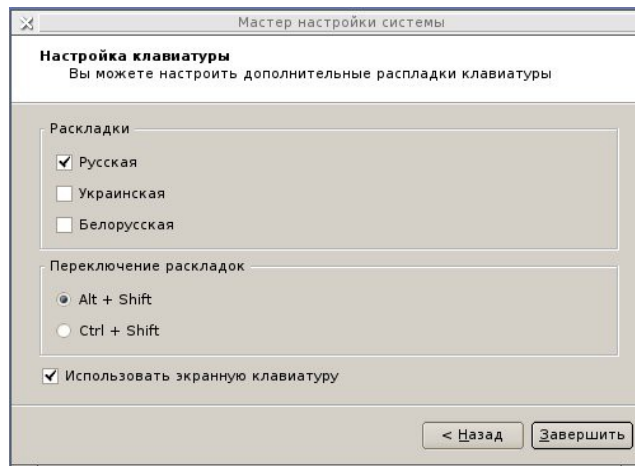 Мастер настройки системы
Настройка клавиатуры
Вы можете настроить дополнительные распладки клавиатуры
Раскладки
Русская
Украинская
Белорусская
Переключение раскладок
Alt + Shift
Ctrl + Shift
Использовать экранную клавиатуру
< Назад
Завершить